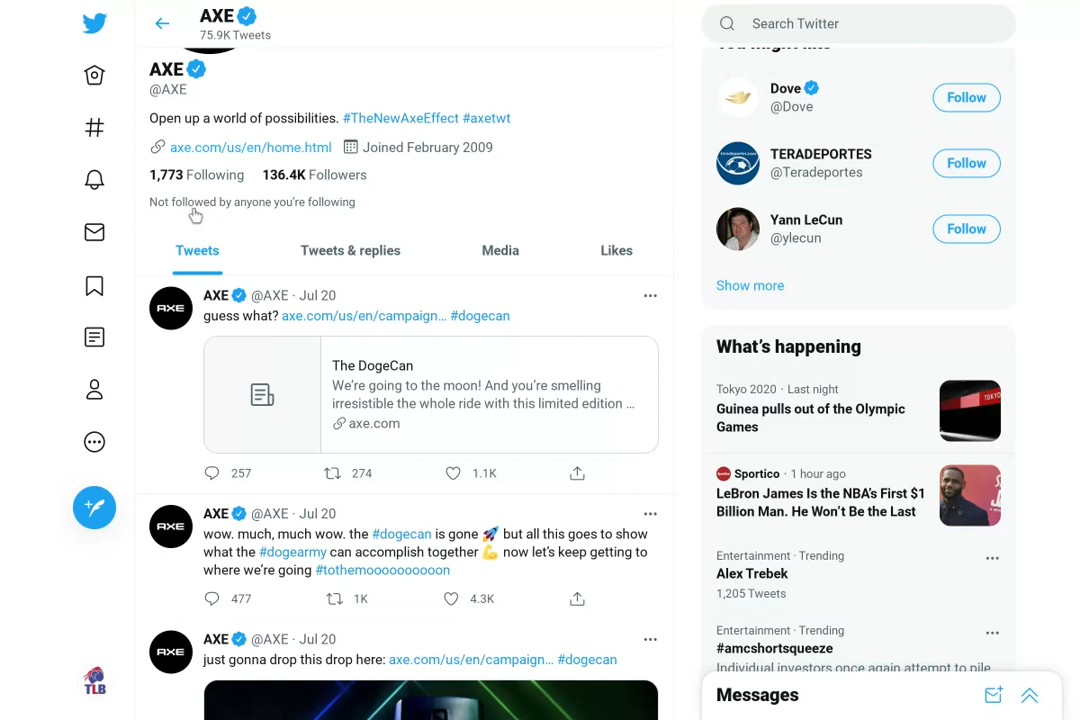 AXE
75.9K Tweets
Search Twitter
AXE
@AXE
Open up a world of possibilities. #TheNewAxeEffect #axetwt
axe.com/us/en/home.html Joined February 2009
1,773 Following 136.4K Followers
Not followed by anyone you're following
Tweets Tweets & replies Media Likes
AXE @AXE · Jul 20
guess what? axe.com/us/en/campaign... #dogecan
AXE
The DogeCan
We're going to the moon! And you're smelling
irresistible the whole ride with this limited edition ...
axe.com
257 274 1.1K
AXE @AXE · Jul 20
wow. much, much wow. the #dogecan is gone 🚀 but all this goes to show
what the #dogearmy can accomplish together 💪 now let's keep getting to
where we're going #tothemoooooooooon
AXE
477 1K 4.3K
AXE @AXE · Jul 20
just gonna drop this drop here: axe.com/us/en/campaign... #dogecan
AXE
You might like
Dove
@Dove
Follow
TERADEPORTES
@Teradeportes
Follow
Yann LeCun
@ylecun
Follow
Show more
What's happening
Tokyo 2020 · Last night
Guinea pulls out of the Olympic
Games
Sportico · 1 hour ago
LeBron James Is the NBA's First $1
Billion Man. He Won't Be the Last
Entertainment · Trending
Alex Trebek
1,205 Tweets
Entertainment · Trending
#amcshortsqueeze
Individual investors once again attempt to pile
Messages
TLB